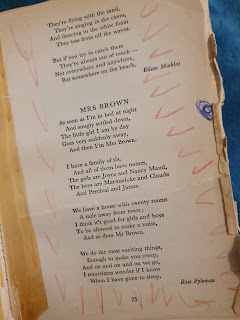 They're flying with the sand,
They're singing in the caves,
And dancing in the white foam
They toss from off the waves.
But if you try to catch them
They're always out of reach —
Not everywhere and anywhere,
But somewhere on the beach.
Eileen Mathias
MRS BROWN
As soon as I'm in bed at night
And snugly settled down,
The little girl I am by day
Goes very suddenly away,
And then I'm Mrs Brown.
I have a family of six,
And all of them have names,
The girls are Joyce and Nancy Maud,
The boys are Marmaduke and Claude
And Percival and James.
We have a house with twenty rooms
A mile away from town;
I think it's good for girls and boys
To be allowed to make a noise,
And so does Mr Brown.
We do the most exciting things,
Enough to make you creep,
And on and on and on we go,
I sometimes wonder if I know
When I have gone to sleep.
Rose Fyleman
75